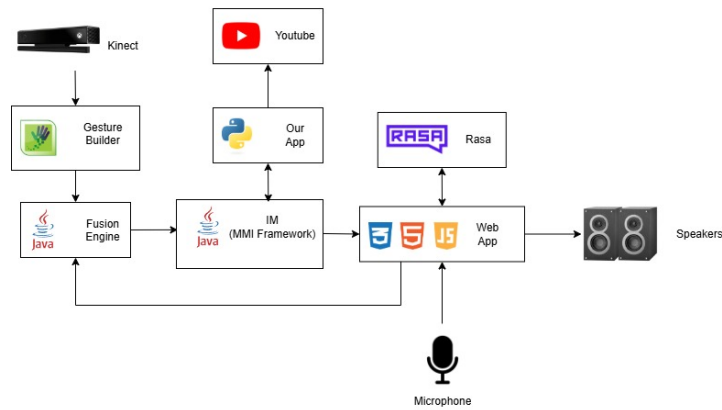 Kinect
Youtube
Gesture
Builder
Our
App
RASA
Rasa
Java
Fusion
Engine
Java
IM
(MMI Framework)
3
5
JS
Web
App
Speakers
Microphone